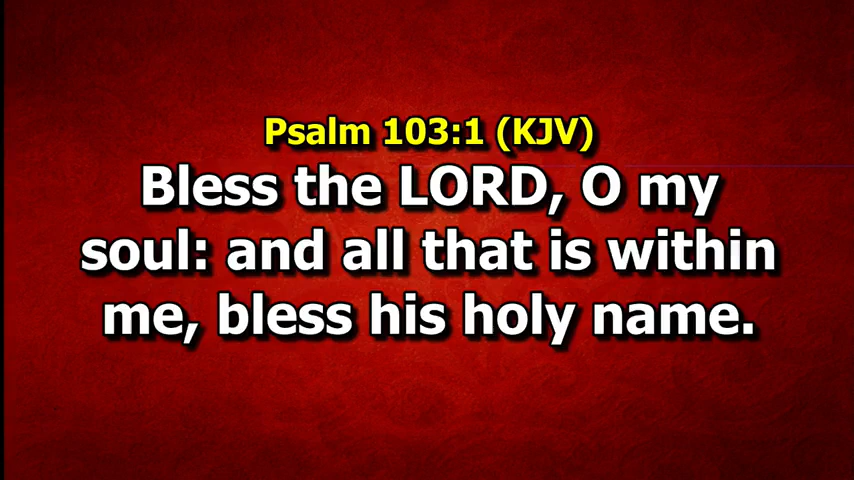 Psalm 103:1 (KJV)
Bless the LORD, O my
soul: and all that is within
me, bless his holy name.